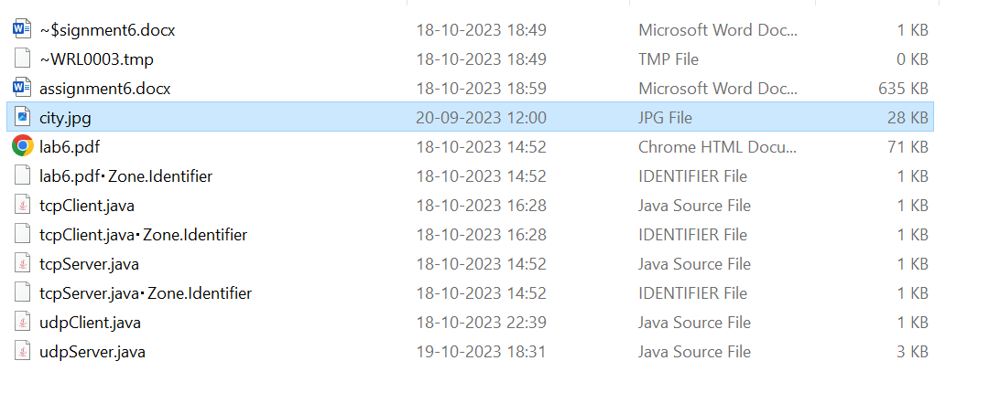 ~$signment6.docx 18-10-2023 18:49 Microsoft Word Doc... 1 KB
~WRL0003.tmp 18-10-2023 18:49 TMP File 0 KB
assignment6.docx 18-10-2023 18:59 Microsoft Word Doc... 635 KB
city.jpg 20-09-2023 12:00 JPG File 28 KB
lab6.pdf 18-10-2023 14:52 Chrome HTML Docu... 71 KB
lab6.pdf·Zone.Identifier 18-10-2023 14:52 IDENTIFIER File 1 KB
tcpClient.java 18-10-2023 16:28 Java Source File 1 KB
tcpClient.java·Zone.Identifier 18-10-2023 16:28 IDENTIFIER File 1 KB
tcpServer.java 18-10-2023 14:52 Java Source File 1 KB
tcpServer.java·Zone.Identifier 18-10-2023 14:52 IDENTIFIER File 1 KB
udpClient.java 18-10-2023 22:39 Java Source File 1 KB
udpServer.java 19-10-2023 18:31 Java Source File 3 KB